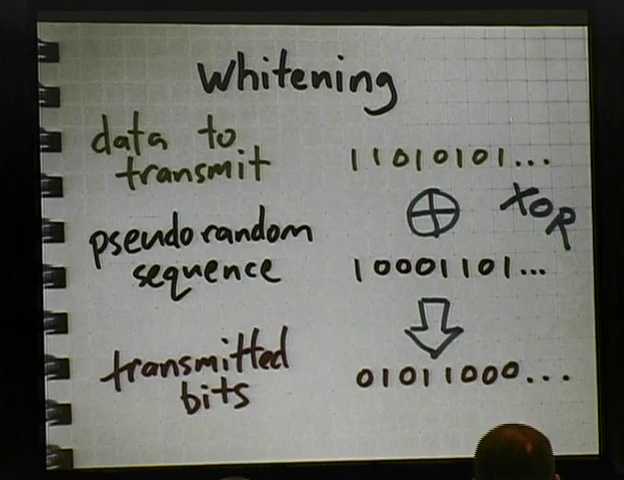 whitening
data to
transmit
11010101...
⊕ XOR
pseudorandom
sequence
10001101...
transmitted
bits
01011000...